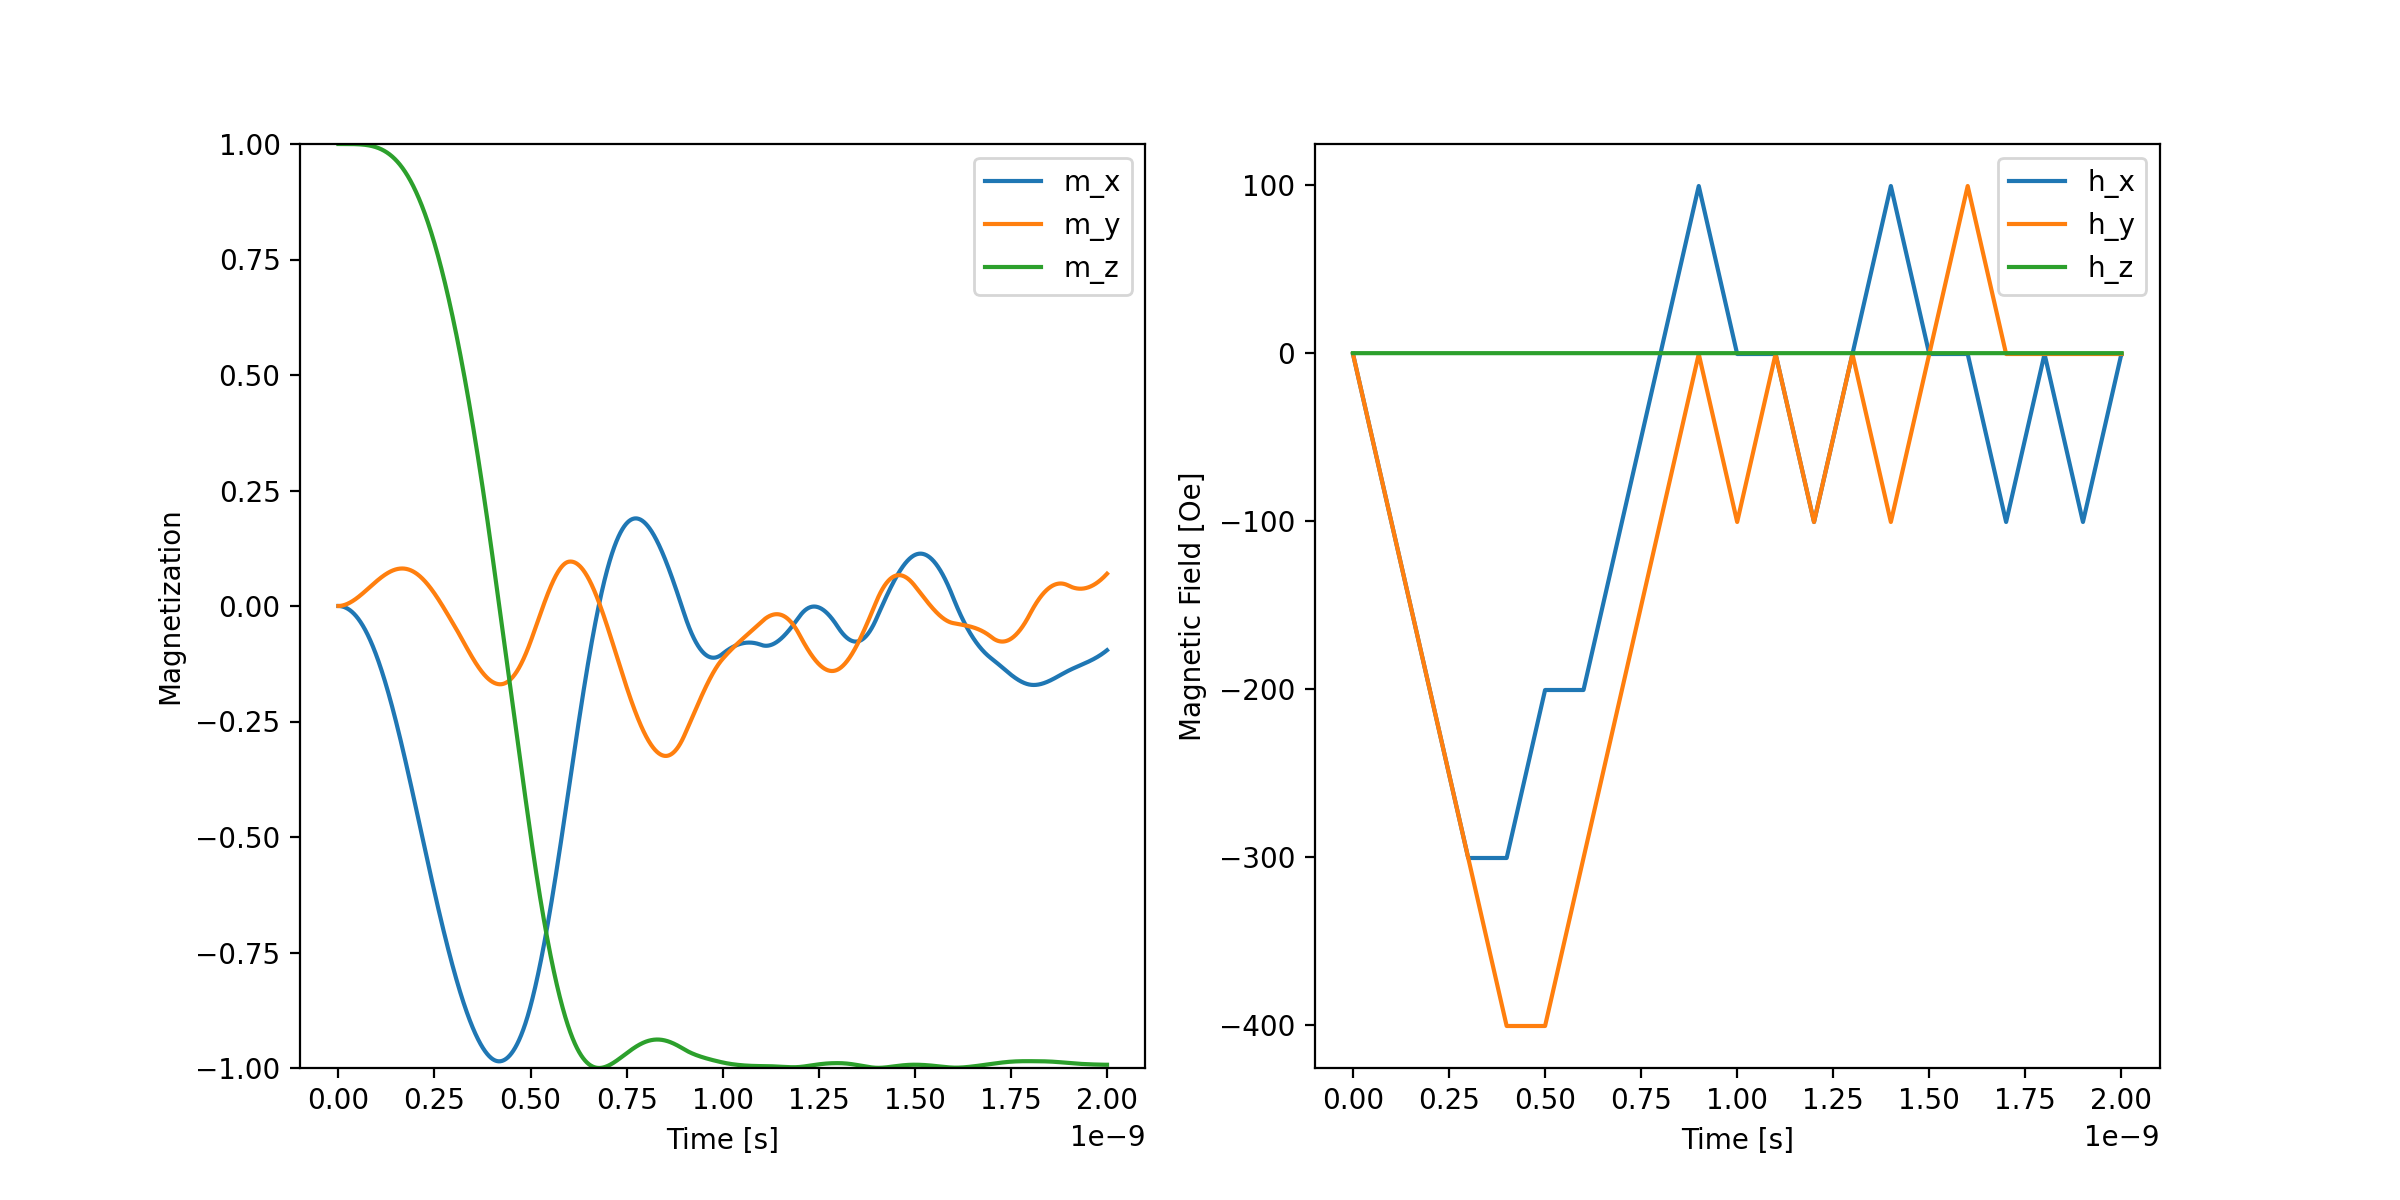 1.00
0.75
0.50
0.25
0.00
−0.25
−0.50
−0.75
−1.00
Magnetization
m_x
m_y
m_z
0.00 0.25 0.50 0.75 1.00 1.25 1.50 1.75 2.00
Time [s]
1e−9
100
0
−100
−200
−300
−400
Magnetic Field [Oe]
h_x
h_y
h_z
0.00 0.25 0.50 0.75 1.00 1.25 1.50 1.75 2.00
Time [s]
1e−9